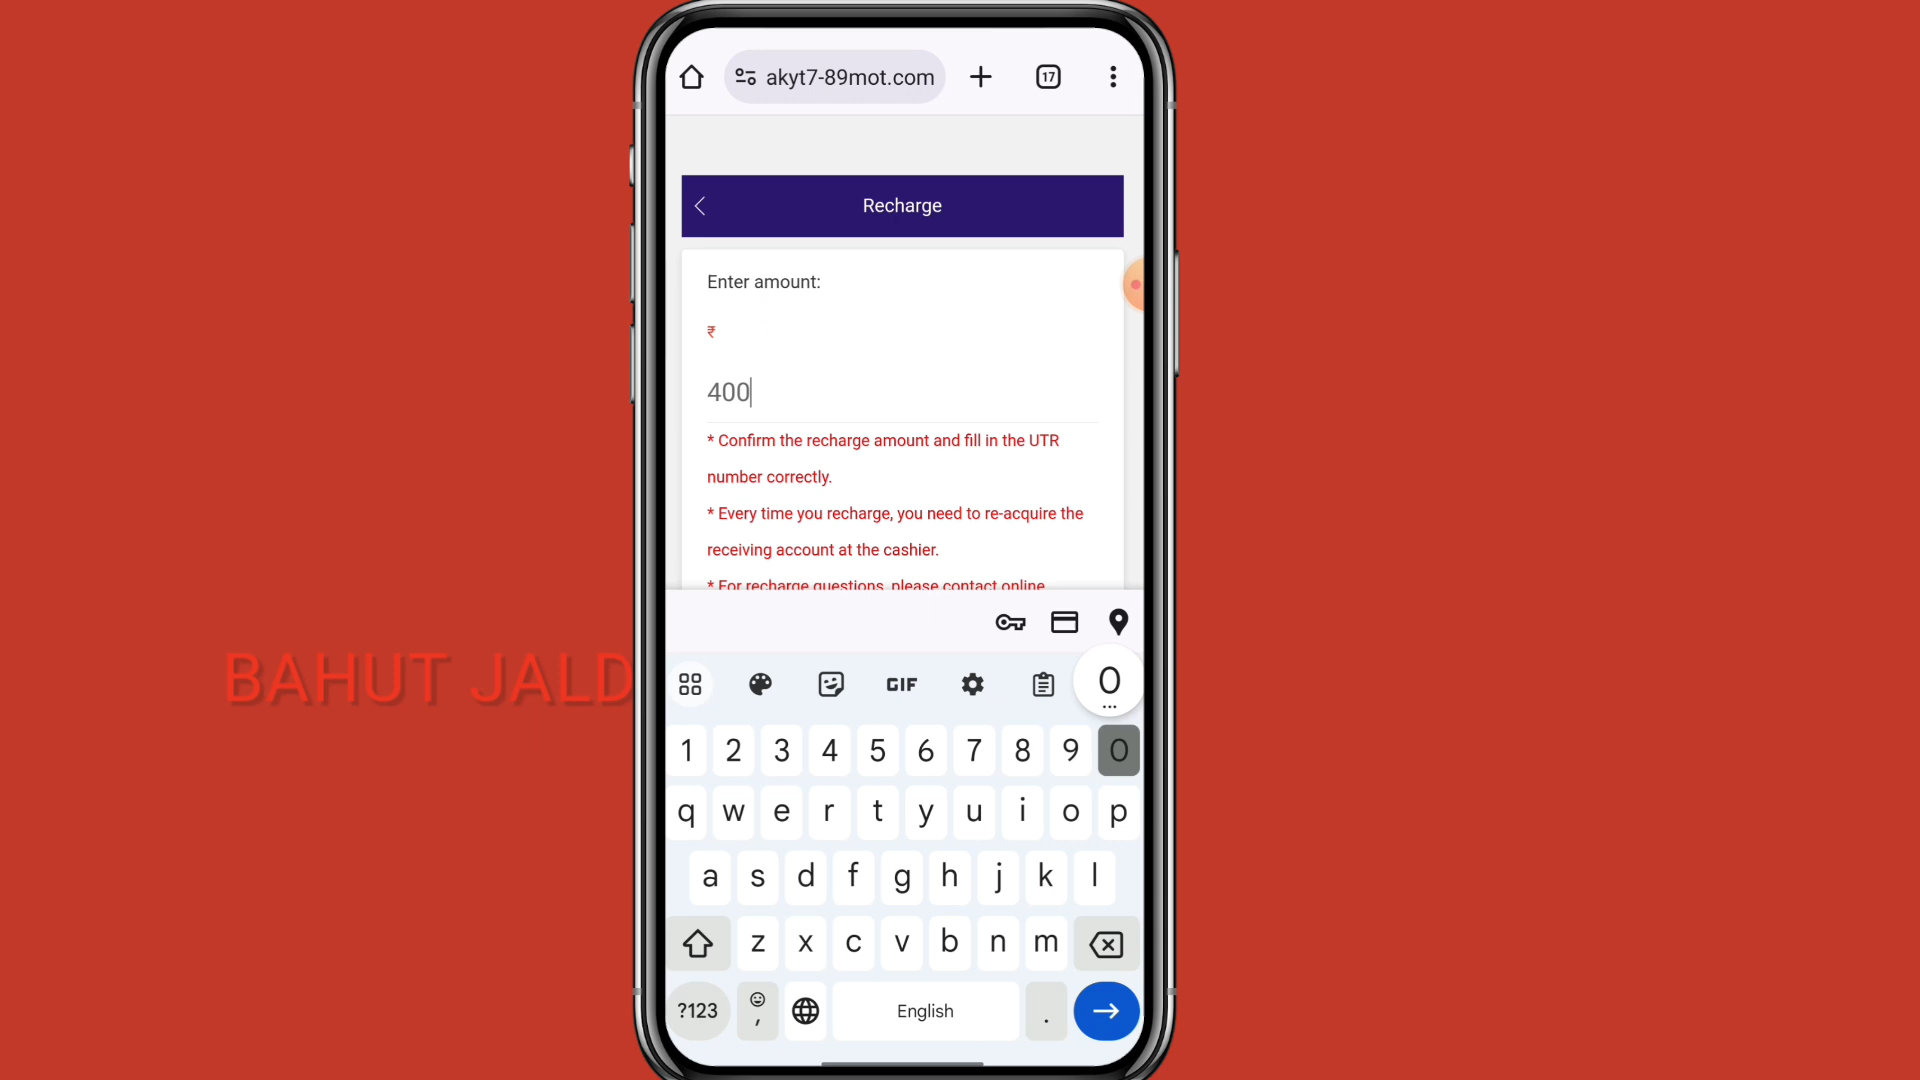 akyt7-89mot.com
17
Recharge
Enter amount:
₹
400
* Confirm the recharge amount and fill in the UTR
number correctly.
* Every time you recharge, you need to re-acquire the
receiving account at the cashier.
* For recharge questions, please contact online
BAHUT JALD
GIF
0
...
1 2 3 4 5 6 7 8 9 0
q w e r t y u i o p
a s d f g h j k l
z x c v b n m
?123 , English .